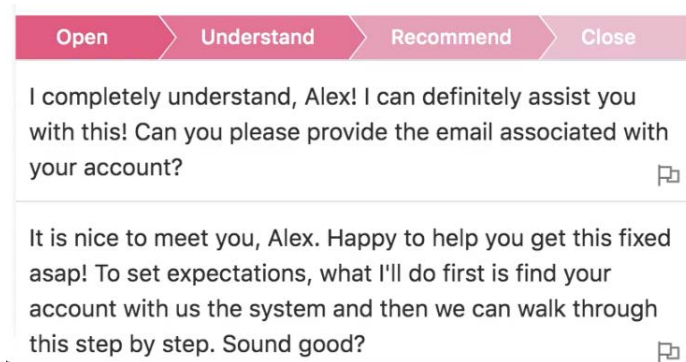 Open Understand Recommend Close
I completely understand, Alex! I can definitely assist you
with this! Can you please provide the email associated with
your account?
It is nice to meet you, Alex. Happy to help you get this fixed
asap! To set expectations, what I'll do first is find your
account with us the system and then we can walk through
this step by step. Sound good?